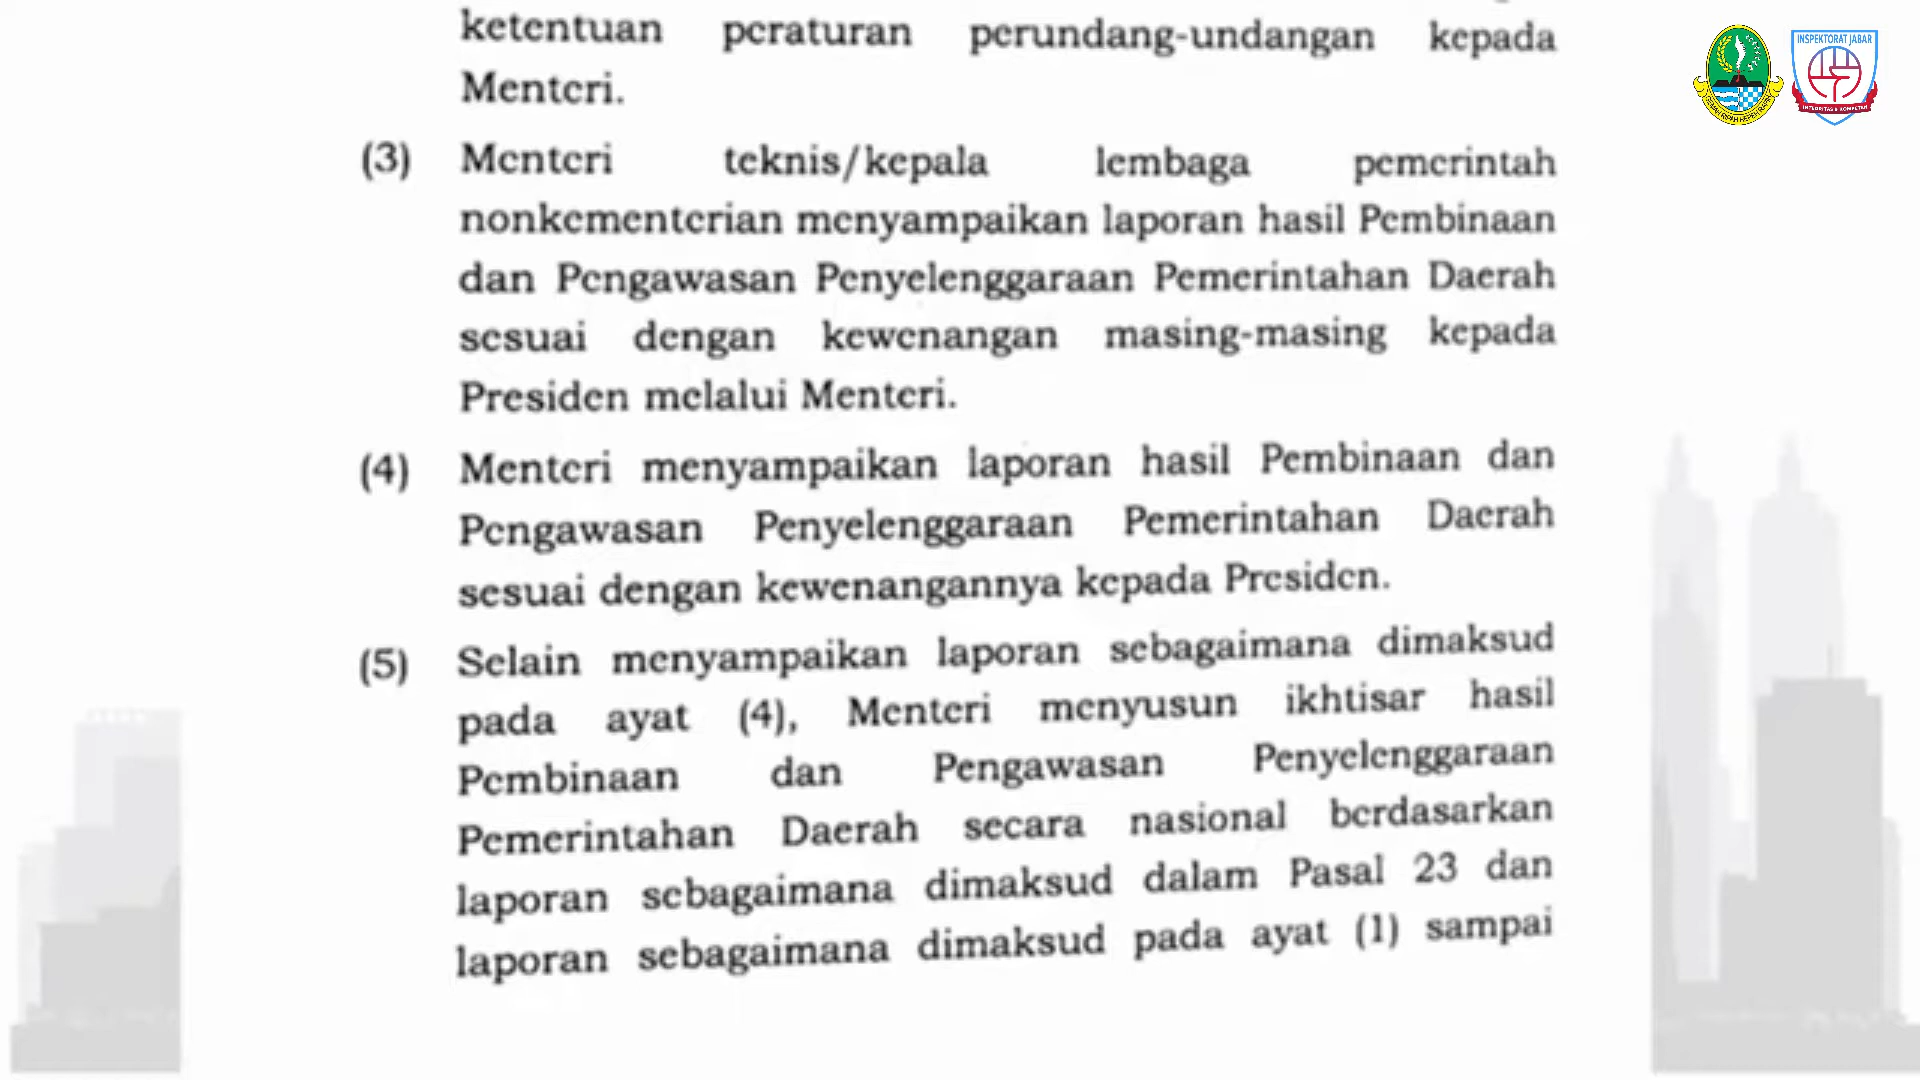 ketentuan peraturan perundang-undangan kepada
Menteri.
(3) Menteri teknis/kepala lembaga pemerintah
nonkementerian menyampaikan laporan hasil Pembinaan
dan Pengawasan Penyelenggaraan Pemerintahan Daerah
sesuai dengan kewenangan masing-masing kepada
Presiden melalui Menteri.
(4) Menteri menyampaikan laporan hasil Pembinaan dan
Pengawasan Penyelenggaraan Pemerintahan Daerah
sesuai dengan kewenangannya kepada Presiden.
(5) Selain menyampaikan laporan sebagaimana dimaksud
pada ayat (4), Menteri menyusun ikhtisar hasil
Pembinaan dan Pengawasan Penyelenggaraan
Pemerintahan Daerah secara nasional berdasarkan
laporan sebagaimana dimaksud dalam Pasal 23 dan
laporan sebagaimana dimaksud pada ayat (1) sampai
INSPEKTORAT JABAR
INTEGRITAS & KOMPETEN